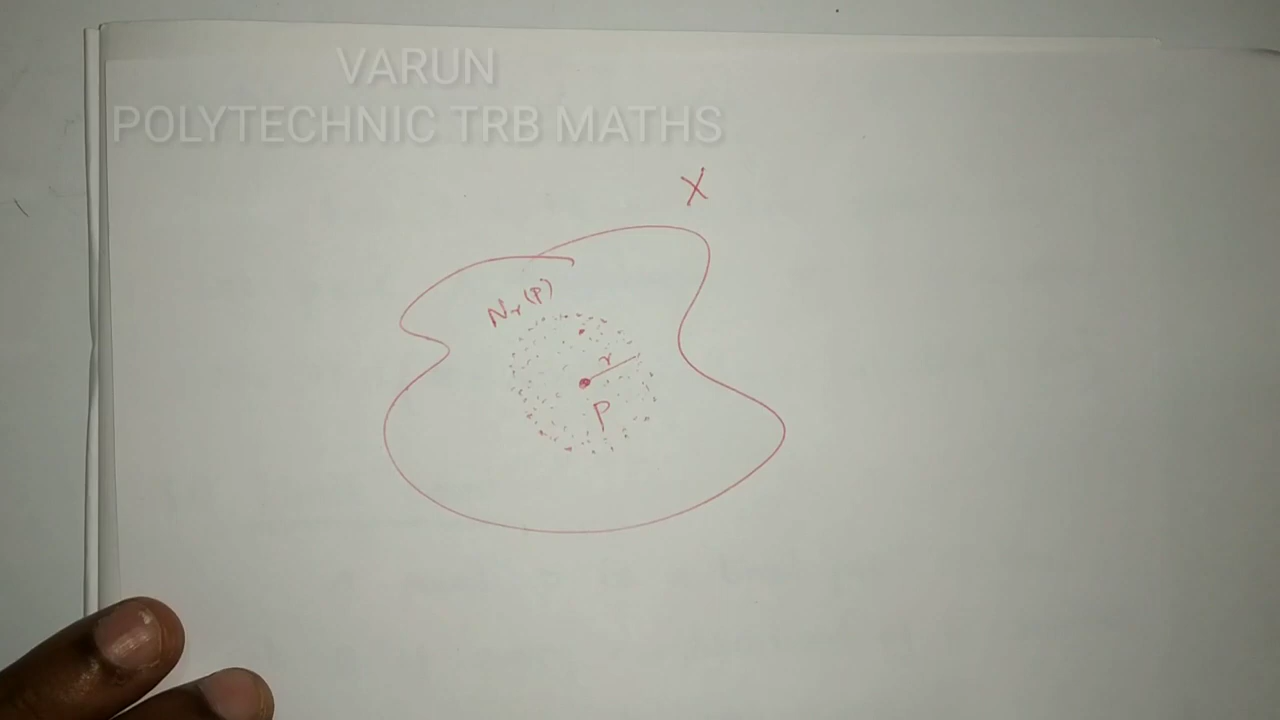 VARUN
POLYTECHNIC TRB MATHS
X
Nr(p)
r
P